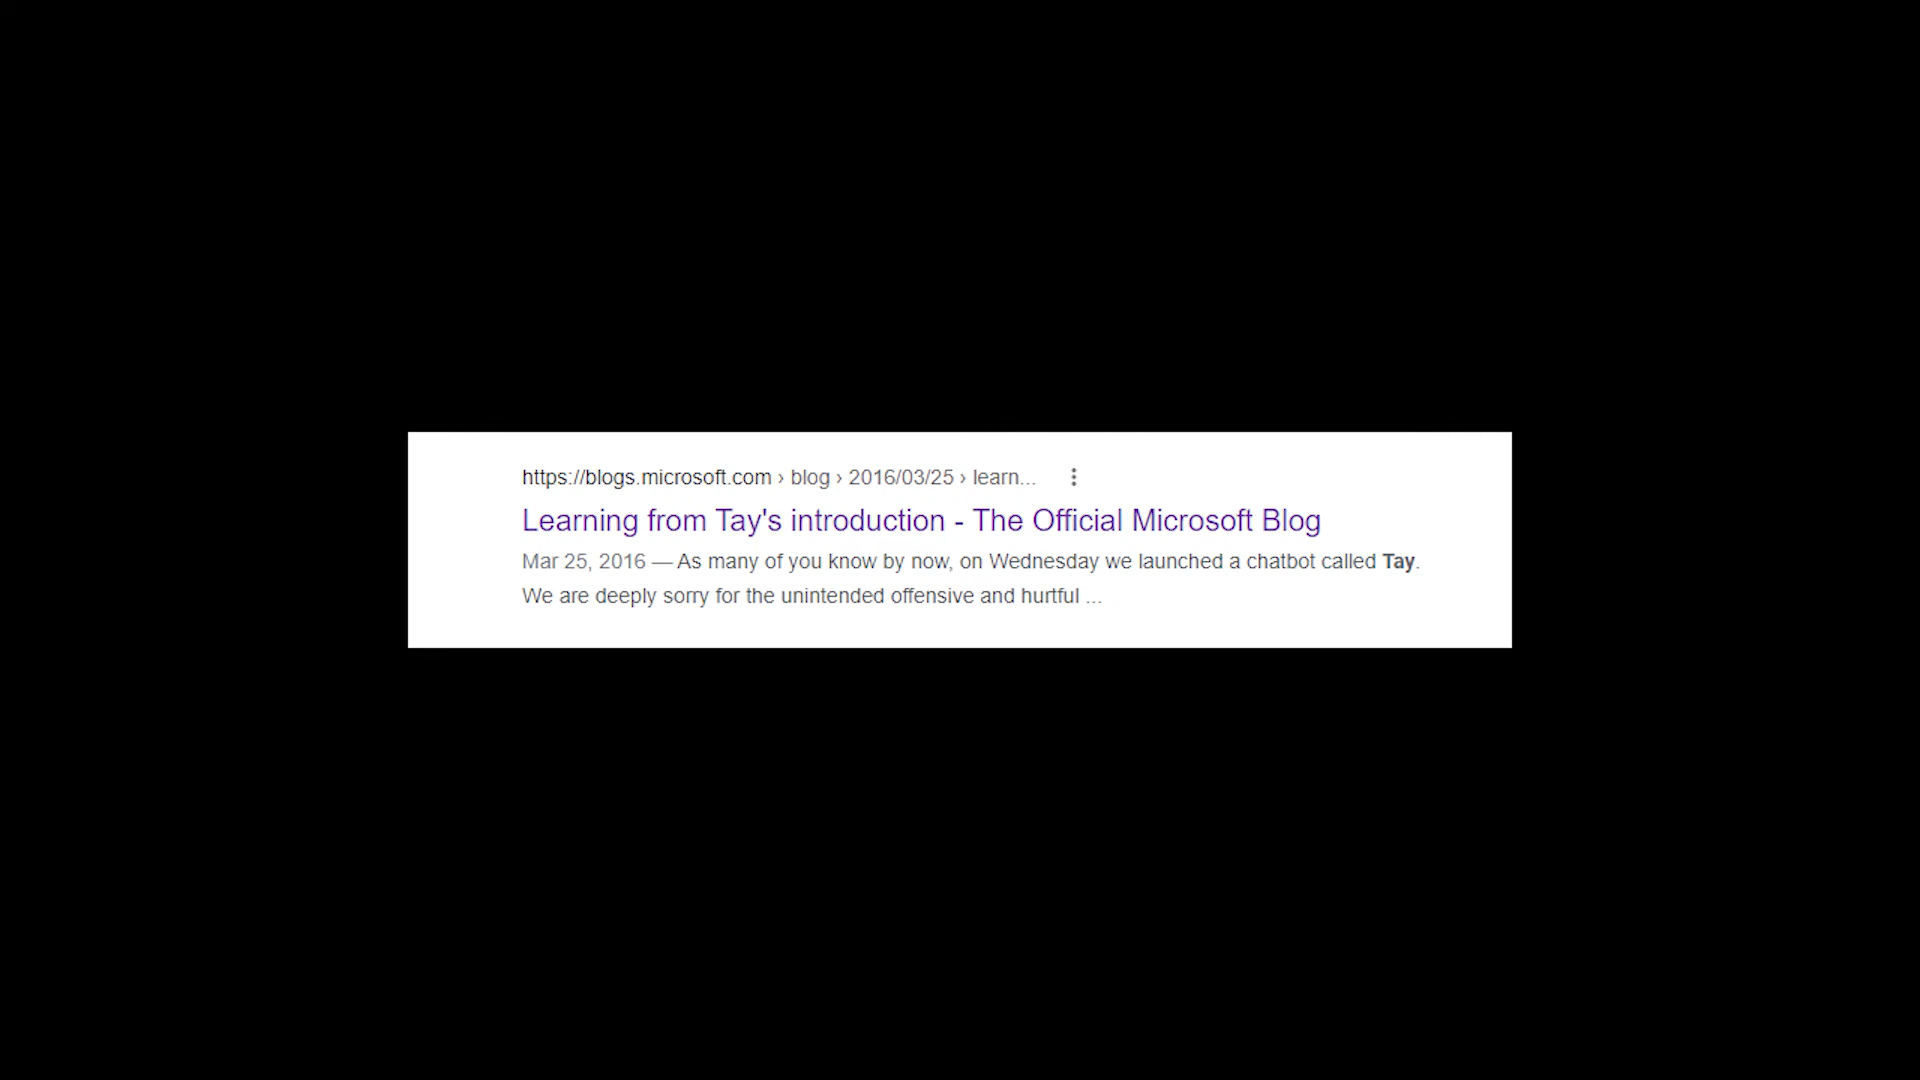 https://blogs.microsoft.com › blog › 2016/03/25 › learn...
Learning from Tay's introduction - The Official Microsoft Blog
Mar 25, 2016 — As many of you know by now, on Wednesday we launched a chatbot called Tay.
We are deeply sorry for the unintended offensive and hurtful ...